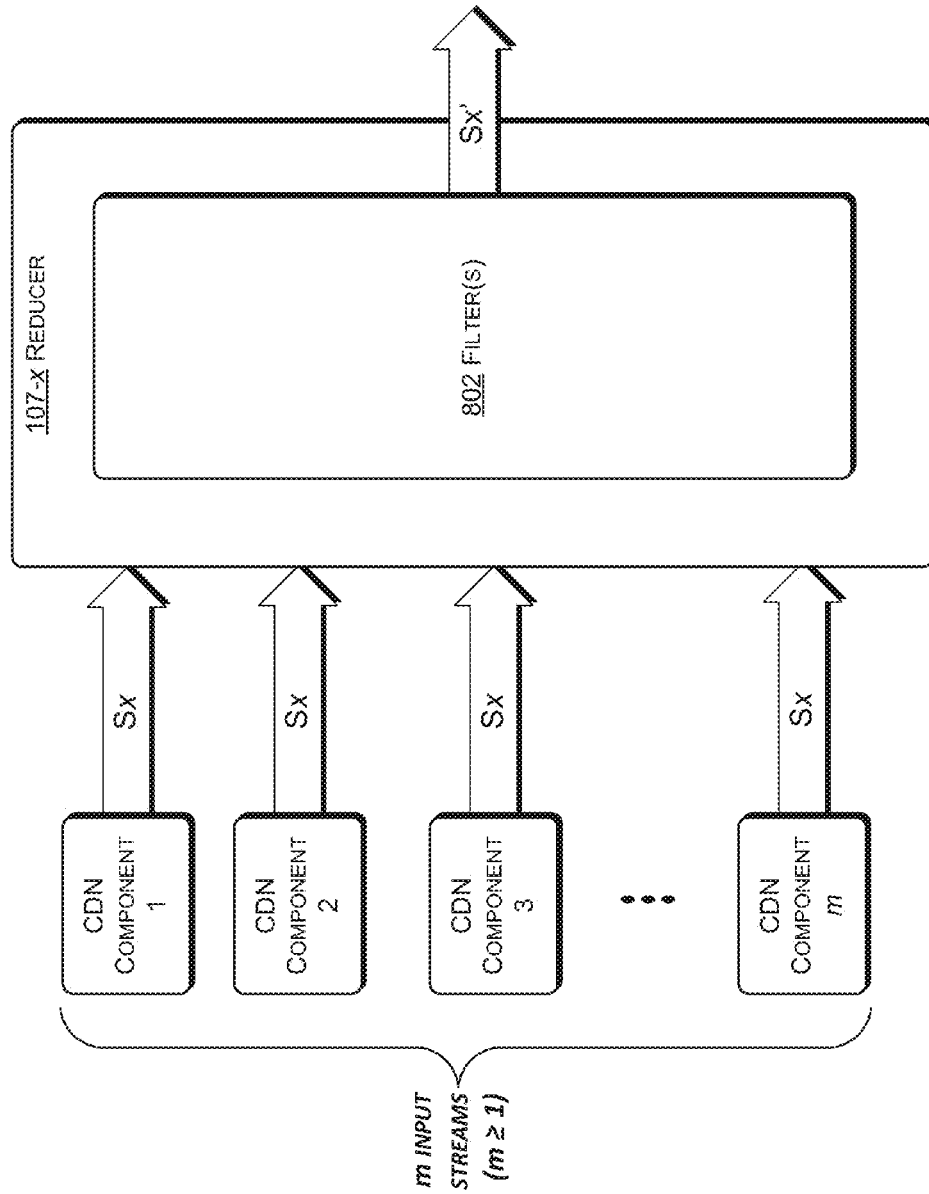 m INPUT
STREAMS
(m ≥ 1)
CDN
COMPONENT
1
Sx
CDN
COMPONENT
2
Sx
CDN
COMPONENT
3
Sx
CDN
COMPONENT
m
Sx
107-x REDUCER
802 FILTER(S)
Sx'